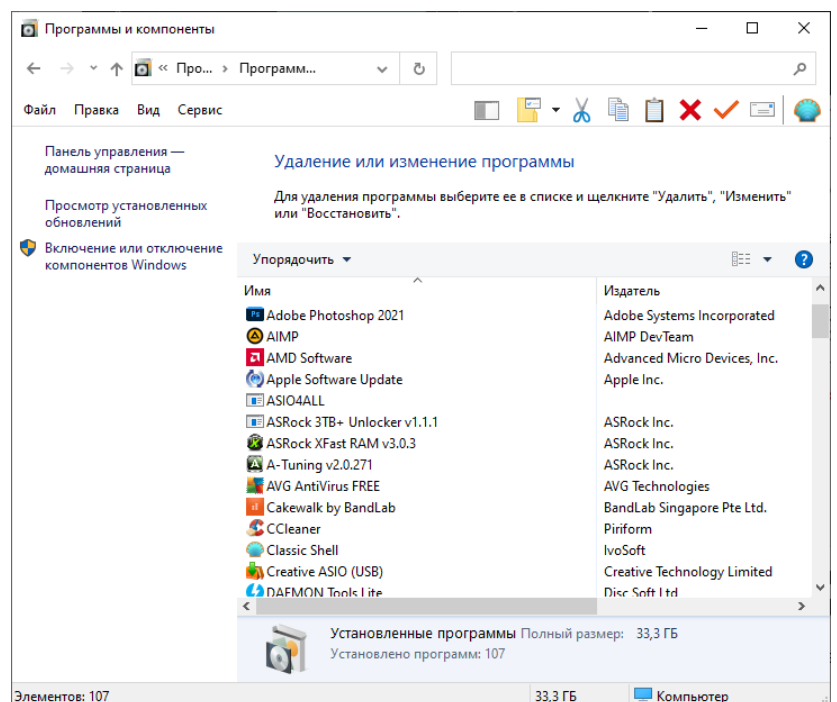 Программы и компоненты
« Про... › Программ...
Файл Правка Вид Сервис
Панель управления —
домашняя страница
Просмотр установленных
обновлений
Включение или отключение
компонентов Windows
Удаление или изменение программы
Для удаления программы выберите ее в списке и щелкните "Удалить", "Изменить"
или "Восстановить".
Упорядочить
Имя Издатель
Adobe Photoshop 2021 Adobe Systems Incorporated
AIMP AIMP DevTeam
AMD Software Advanced Micro Devices, Inc.
Apple Software Update Apple Inc.
ASIO4ALL
ASRock 3TB+ Unlocker v1.1.1 ASRock Inc.
ASRock XFast RAM v3.0.3 ASRock Inc.
A-Tuning v2.0.271 ASRock Inc.
AVG AntiVirus FREE AVG Technologies
Cakewalk by BandLab BandLab Singapore Pte Ltd.
CCleaner Piriform
Classic Shell IvoSoft
Creative ASIO (USB) Creative Technology Limited
DAEMON Tools Lite Disc Soft Ltd
Установленные программы Полный размер: 33,3 ГБ
Установлено программ: 107
Элементов: 107 33,3 ГБ Компьютер